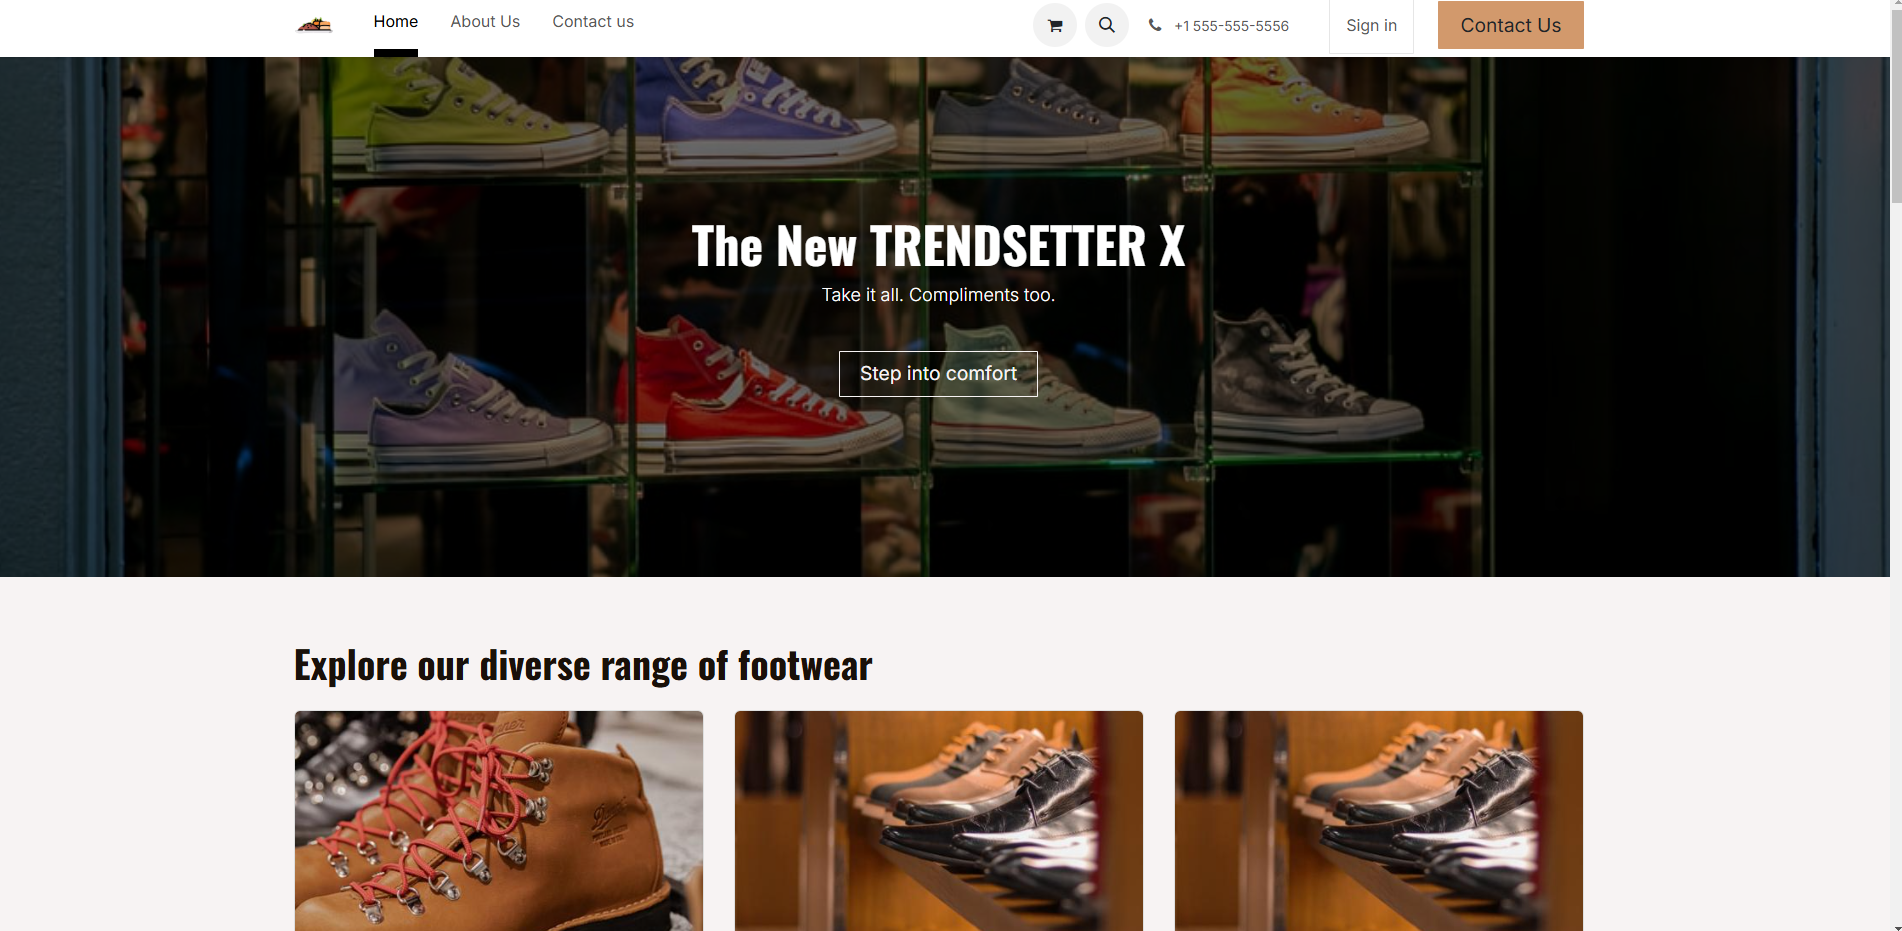 Home
About Us
Contact us
+1 555-555-5556
Sign in
Contact Us
The New TRENDSETTER X
Take it all. Compliments too.
Step into comfort
Explore our diverse range of footwear